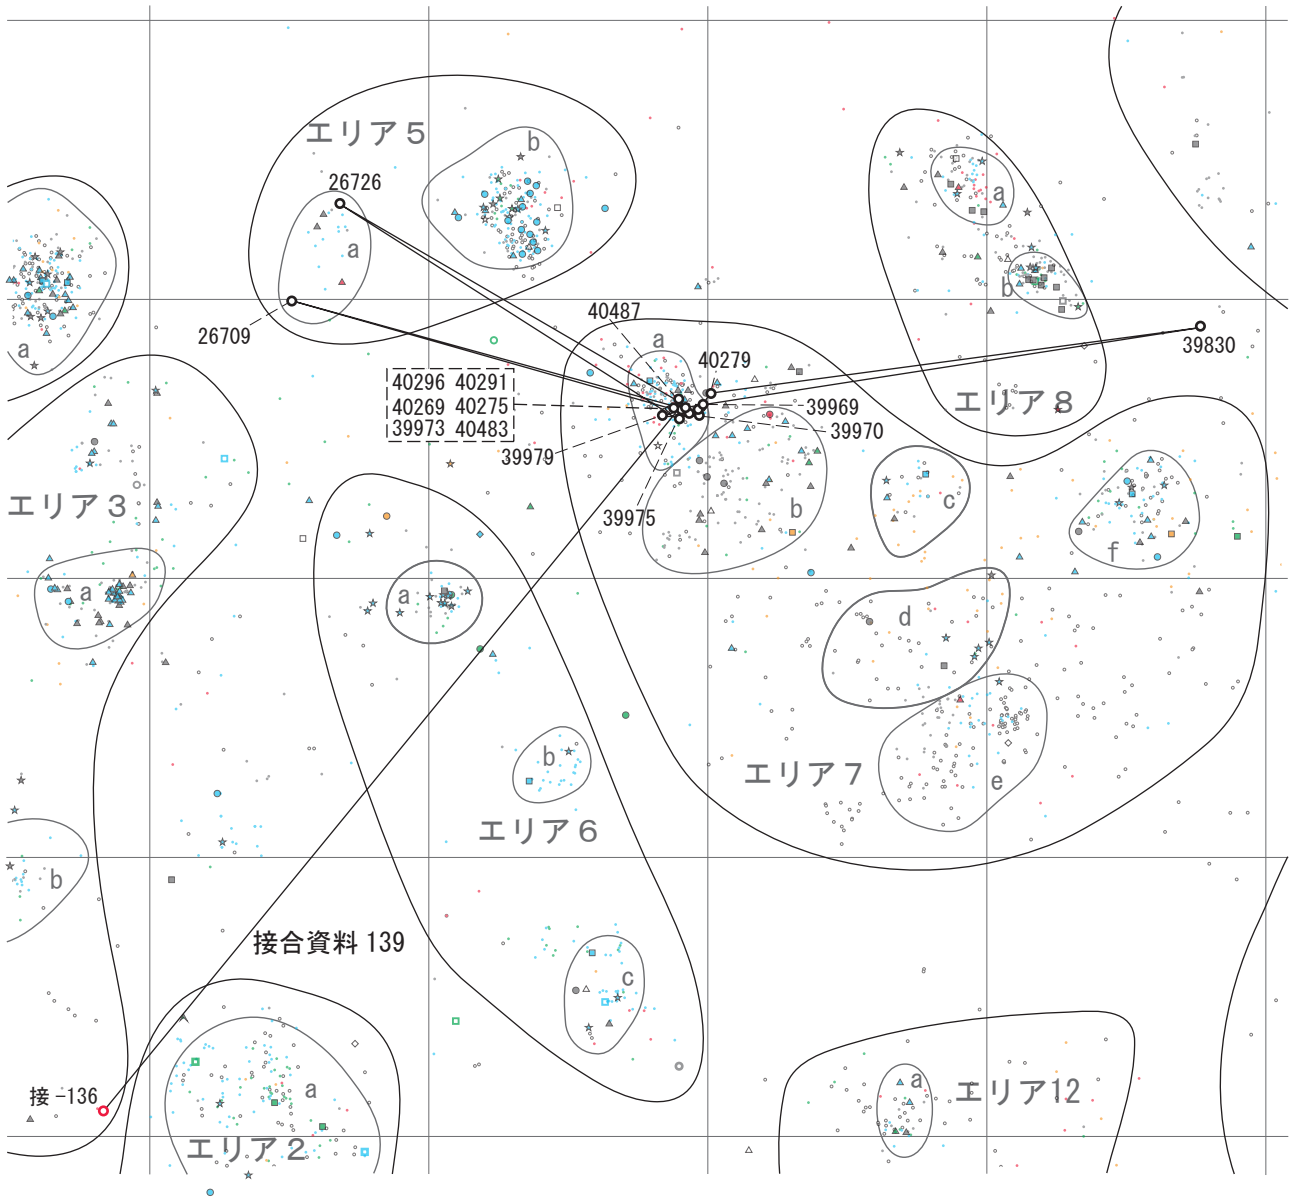 エリア５
b
26726
a
a
b
26709
40487
a
40279
39830
a
エリア８
40296 40291
40269 40275
39973 40483
39969
39970
39979
エリア３
39975
b
c
f
a
a
d
b
エリア７
e
エリア６
b
接合資料 139
c
接 -136
a
エリア２
a
エリア12